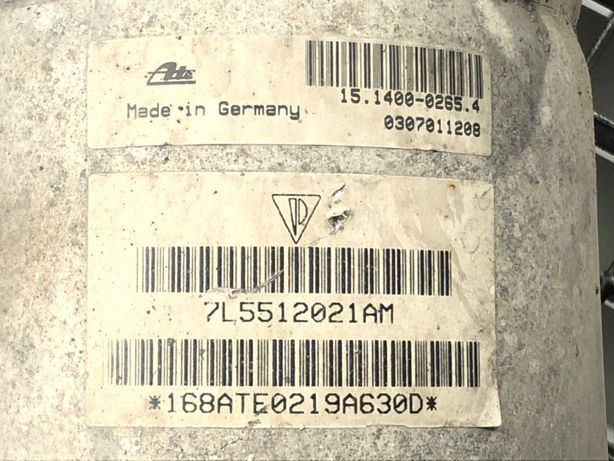 Ate
15.1400-0265.4
Made in Germany
0307011208
7L5512021AM
*168ATE0219A630D*